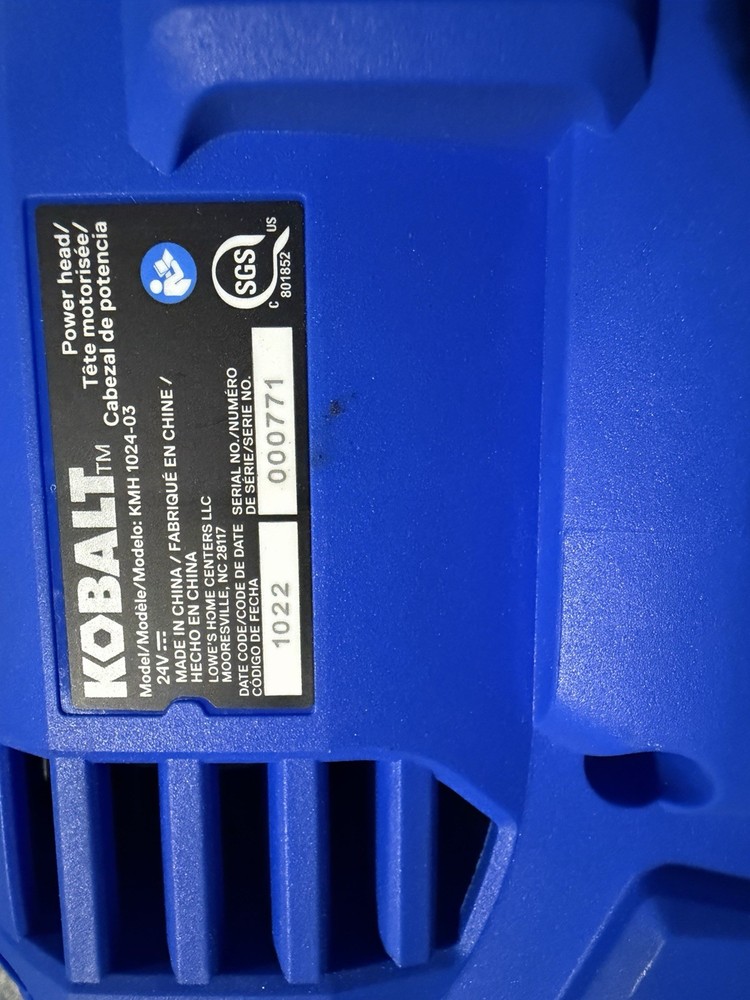 KOBALT™
Power head/
Tête motorisée/
Cabezal de potencia
Model/Modèle/Modelo: KMH 1024-03
24V
MADE IN CHINA / FABRIQUÉ EN CHINE /
HECHO EN CHINA
LOWE'S HOME CENTERS LLC
MOORESVILLE, NC 28117
DATE CODE/CODE DE DATE
CÓDIGO DE FECHA
1022
SERIAL NO./NUMÉRO
DE SÉRIE/SERIE NO.
000771
SGS
C US
801852